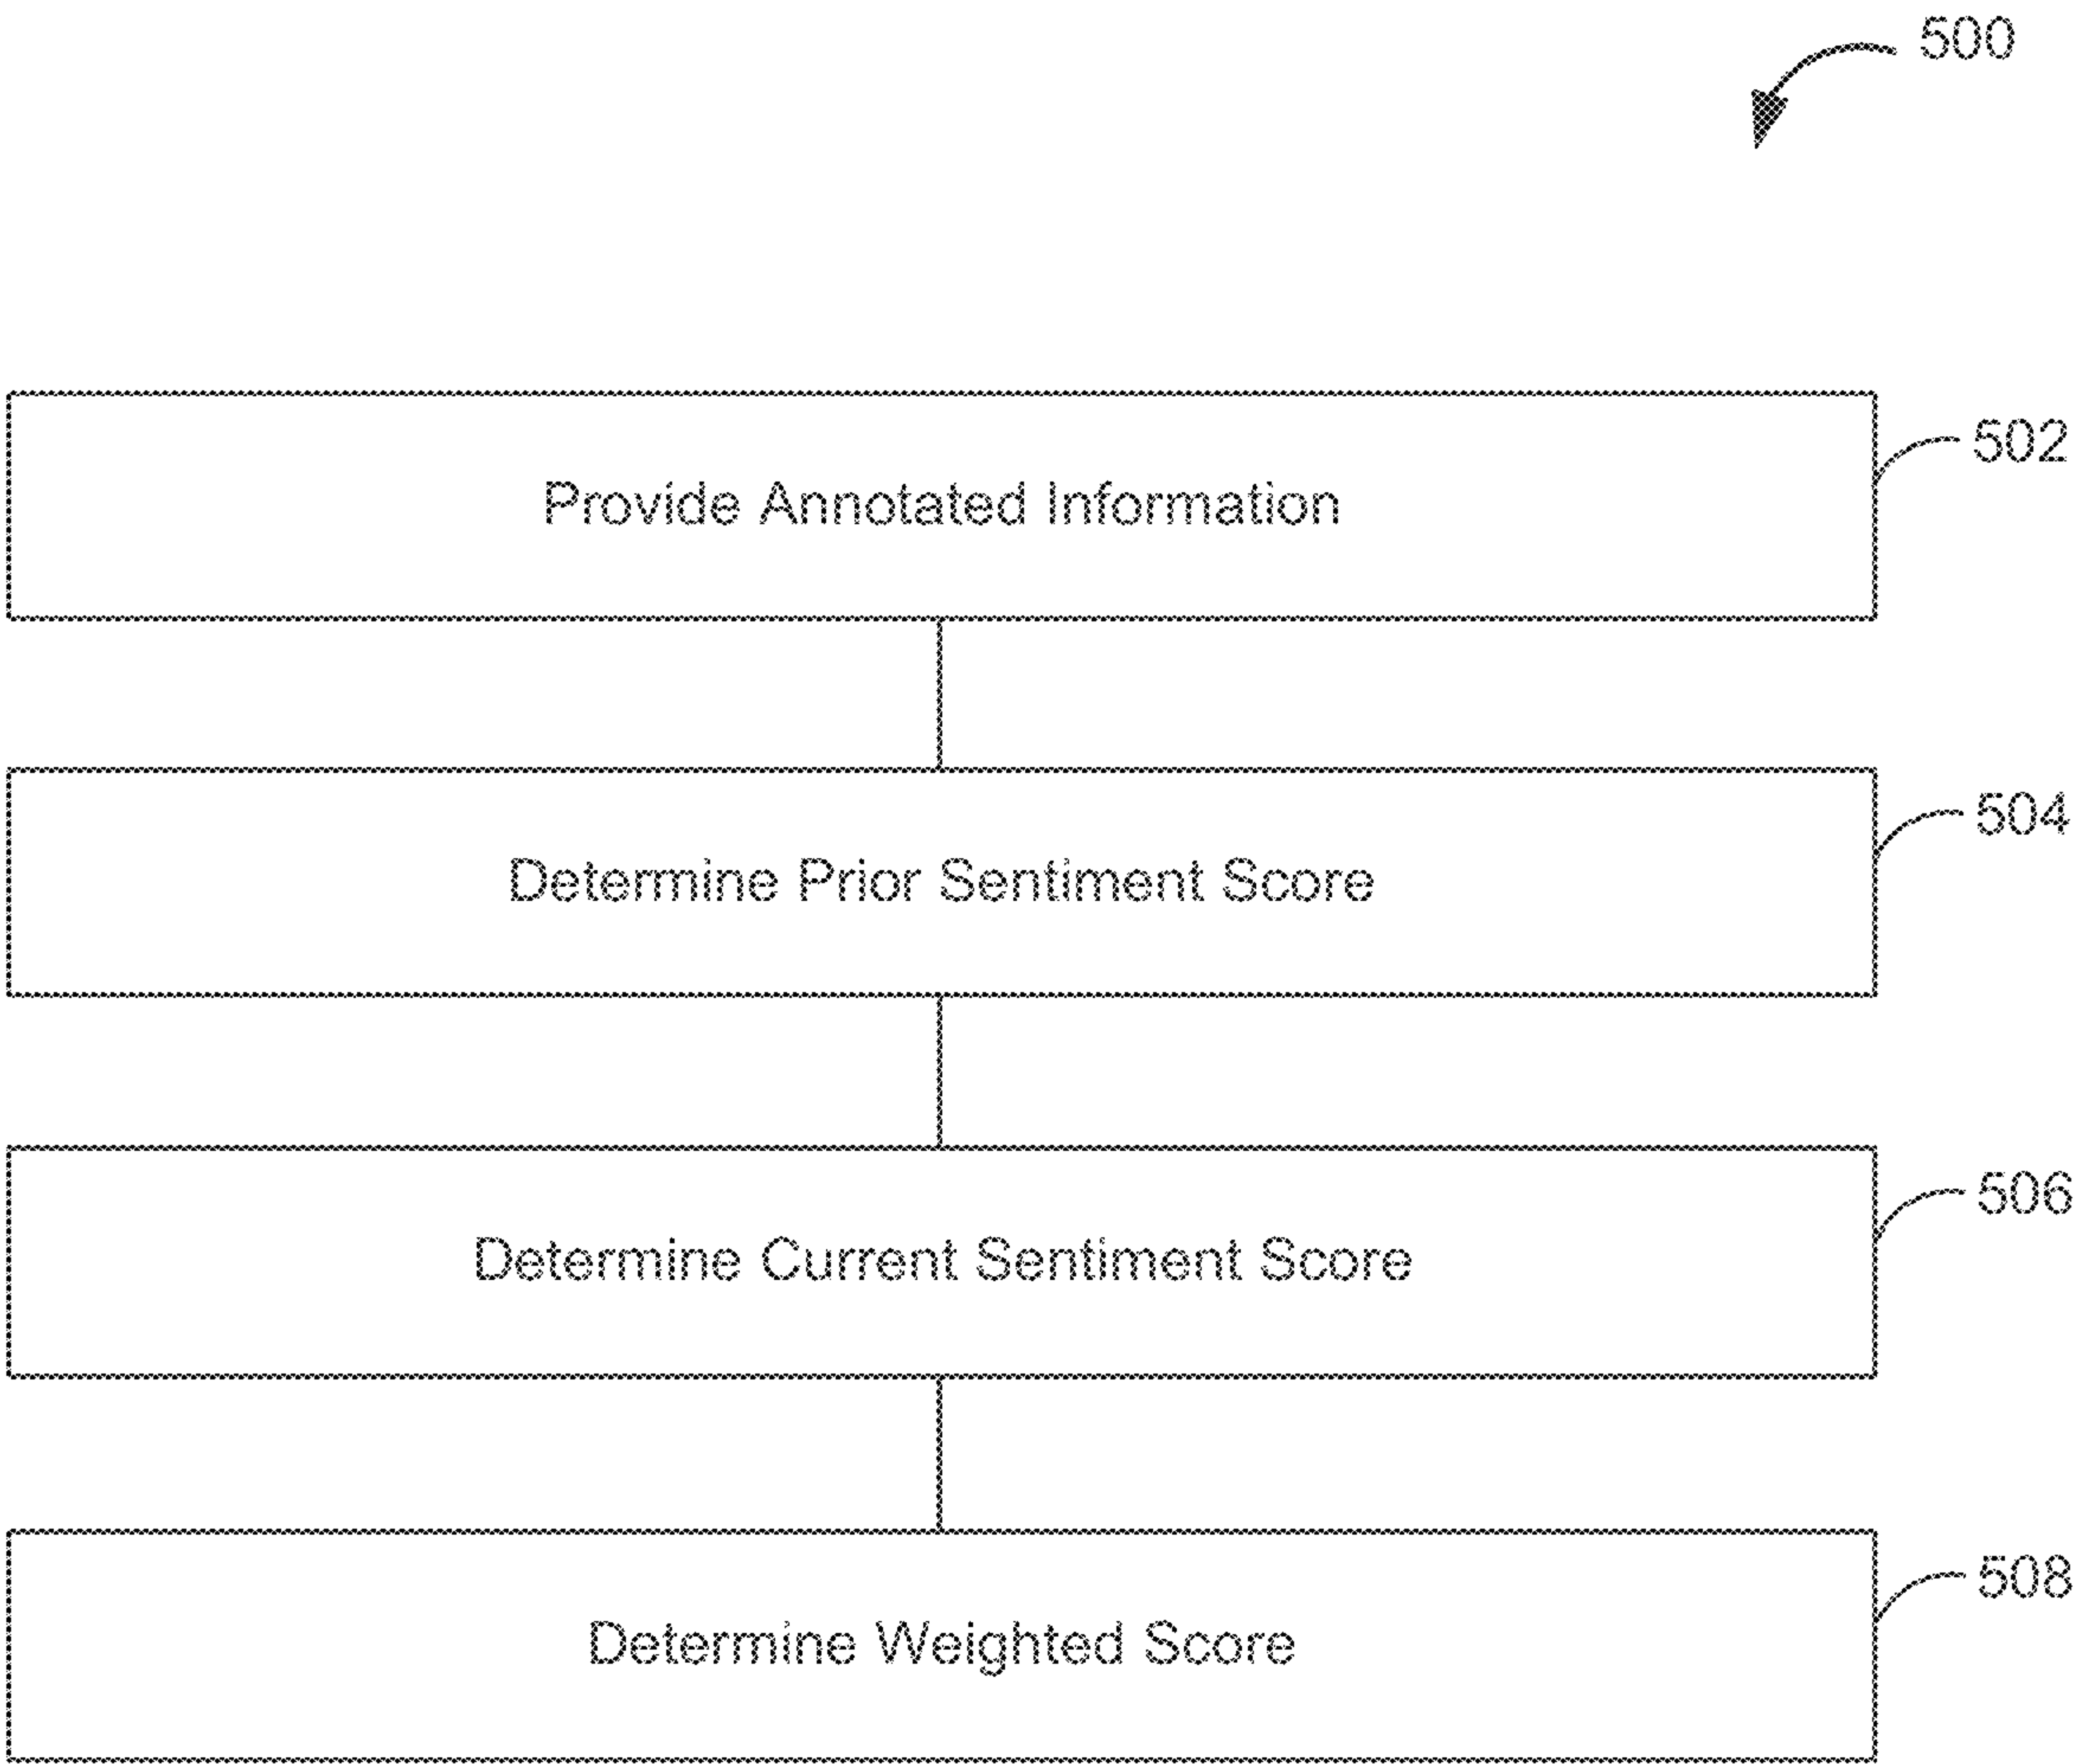 500
Provide Annotated Information
502
Determine Prior Sentiment Score
504
Determine Current Sentiment Score
506
Determine Weighted Score
508